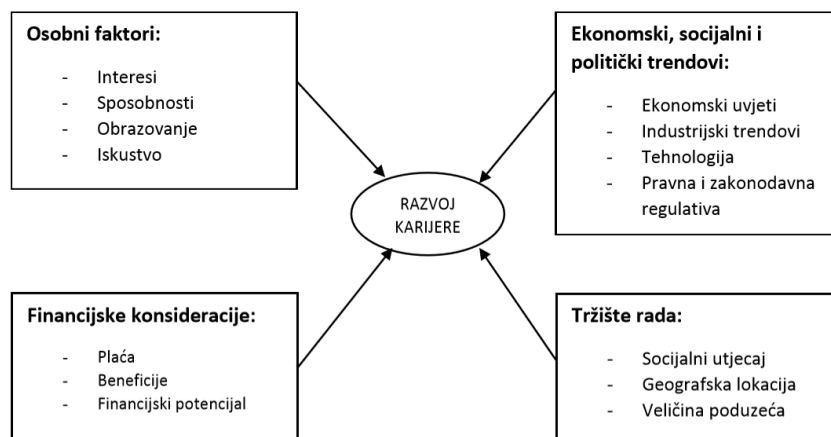 Osobni faktori:
- Interesi
- Sposobnosti
- Obrazovanje
- Iskustvo
Ekonomski, socijalni i
politički trendovi:
- Ekonomski uvjeti
- Industrijski trendovi
- Tehnologija
- Pravna i zakonodavna
regulativa
RAZVOJ
KARIJERE
Financijske konsideracije:
- Plaća
- Beneficije
- Financijski potencijal
Tržište rada:
- Socijalni utjecaj
- Geografska lokacija
- Veličina poduzeća